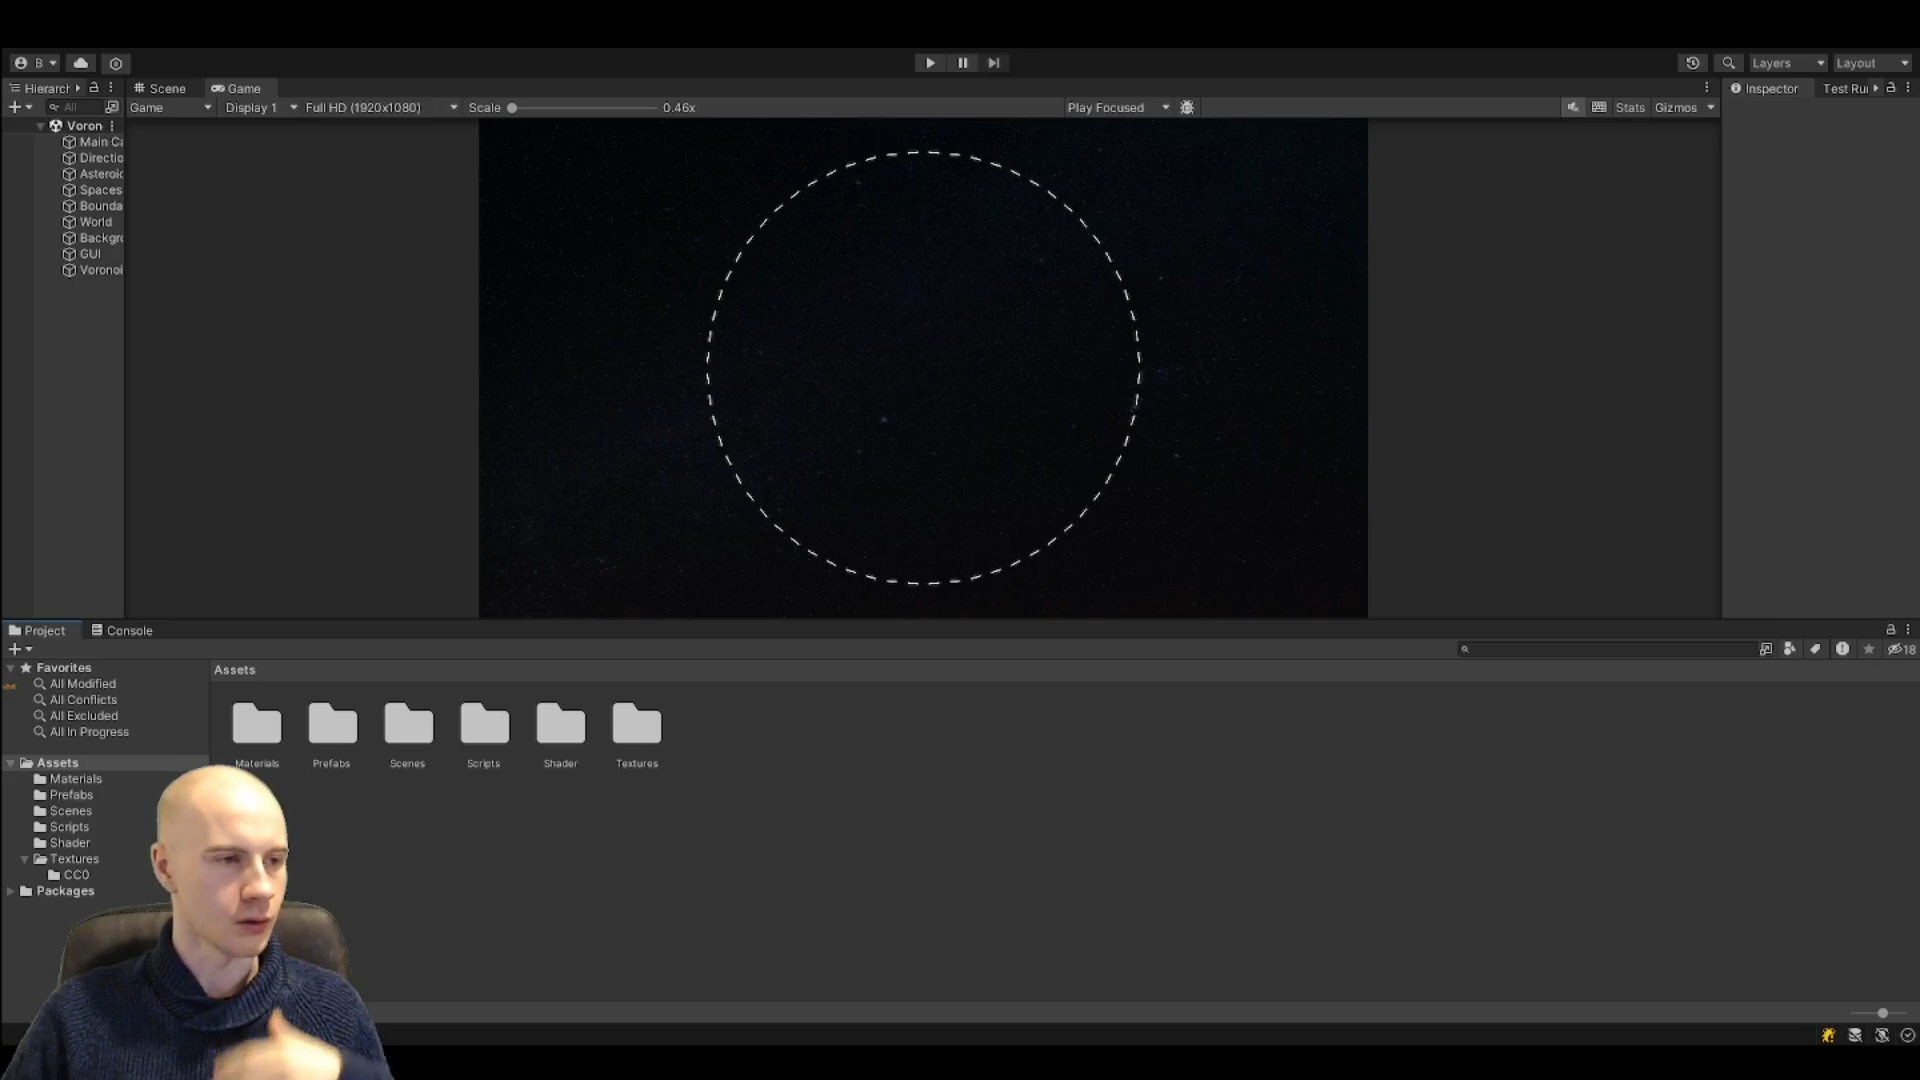 B
Layers
Layout
Hierarch
Scene
Game
Inspector
Test Ru
All
Game
Display 1
Full HD (1920x1080)
Scale
0.46x
Play Focused
Stats
Gizmos
Voron
Main Ca
Directio
Asteroid
Spaces
Bounda
World
Backgro
GUI
Voronoi
Project
Console
18
Favorites
All Modified
All Conflicts
All Excluded
All In Progress
Assets
Materials
Prefabs
Scenes
Scripts
Shader
Textures
CC0
Packages
Assets
Materials
Prefabs
Scenes
Scripts
Shader
Textures